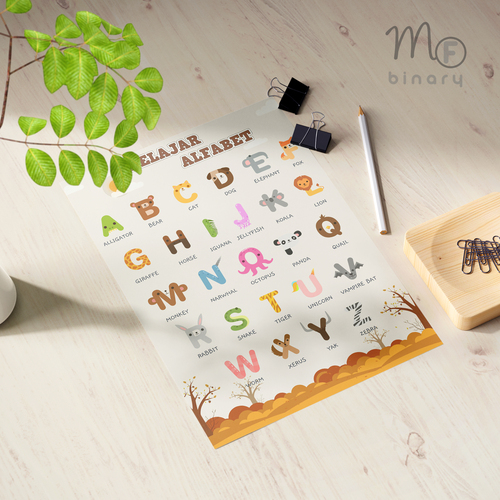 mF
binary
ELAJAR
ALFABET
A B C D E
ALLIGATOR BEAR CAT DOG ELEPHANT FOX
G H I J K L
GIRAFFE HORSE IGUANA JELLYFISH KOALA LION
M N O P Q
MONKEY NARWHAL OCTOPUS PANDA QUAIL
R S T U V
RABBIT SNAKE TIGER UNICORN VAMPIRE BAT
W X Y Z
WORM XERUS YAK ZEBRA